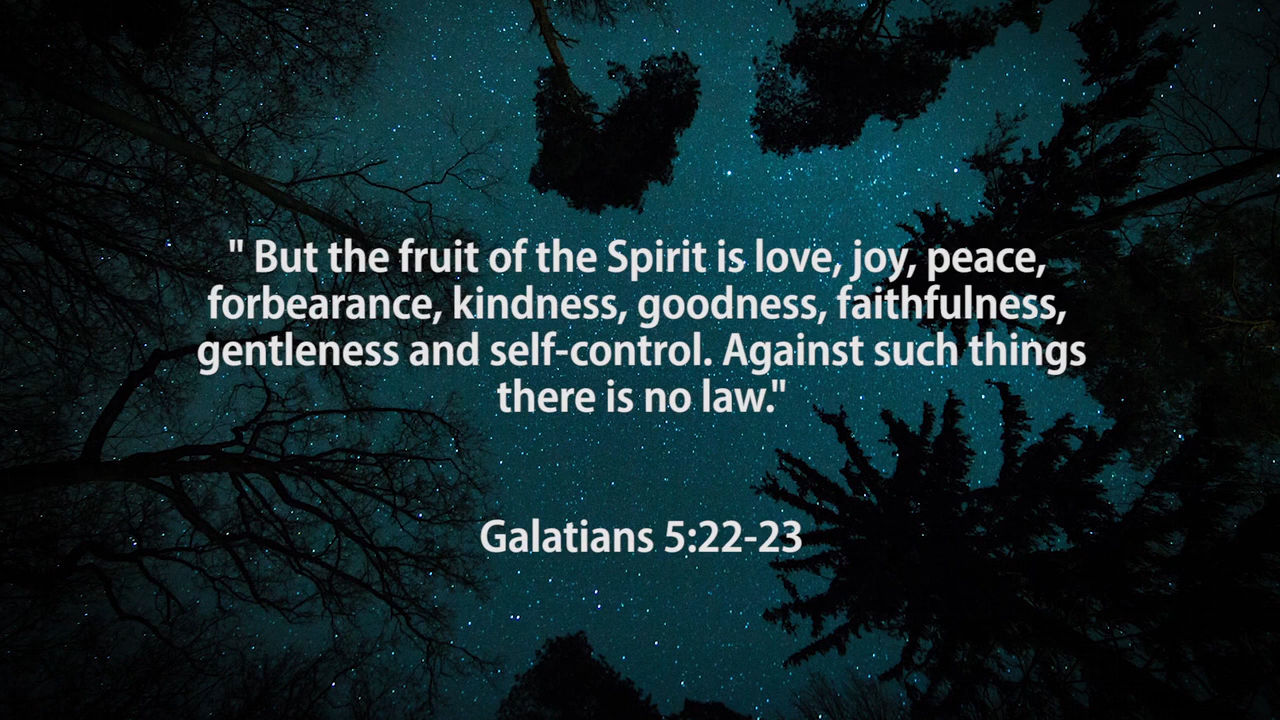 " But the fruit of the Spirit is love, joy, peace,
forbearance, kindness, goodness, faithfulness,
gentleness and self-control. Against such things
there is no law."
Galatians 5:22-23